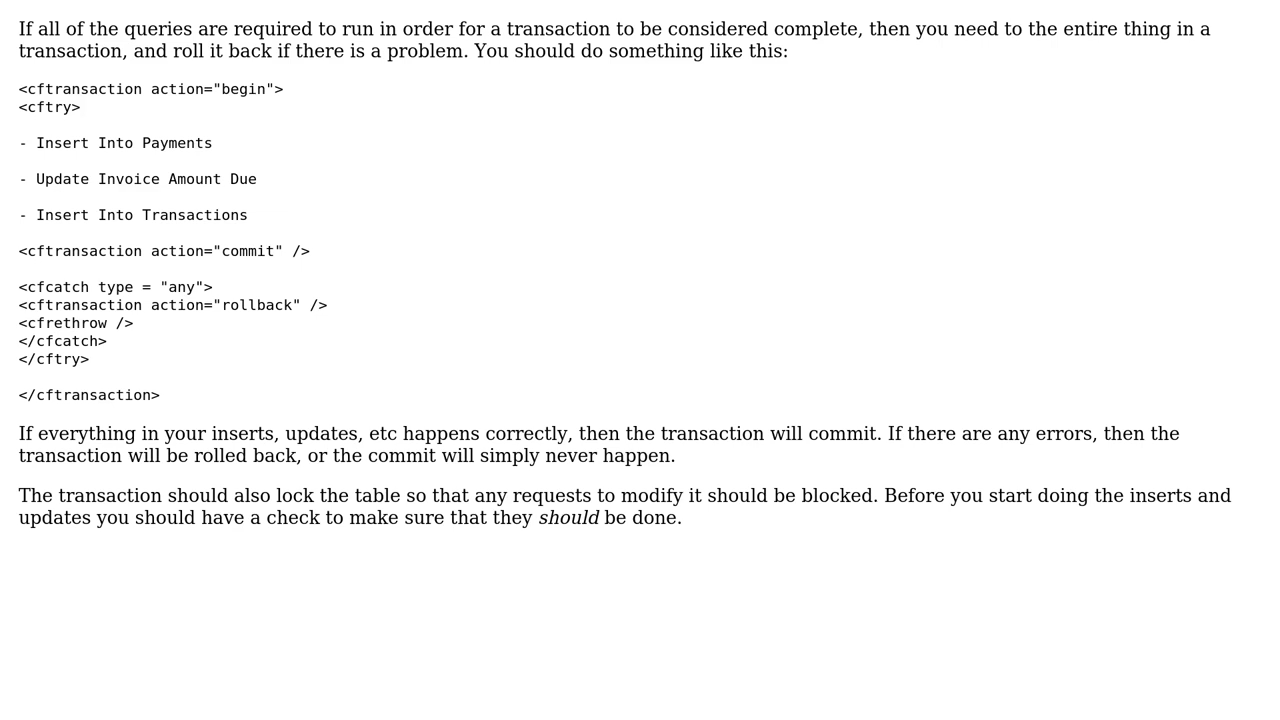 If all of the queries are required to run in order for a transaction to be considered complete, then you need to the entire thing in a
transaction, and roll it back if there is a problem. You should do something like this:
<cftransaction action="begin">
<cftry>
- Insert Into Payments
- Update Invoice Amount Due
- Insert Into Transactions
<cftransaction action="commit" />
<cfcatch type = "any">
<cftransaction action="rollback" />
<cfrethrow />
</cfcatch>
</cftry>
</cftransaction>
If everything in your inserts, updates, etc happens correctly, then the transaction will commit. If there are any errors, then the
transaction will be rolled back, or the commit will simply never happen.
The transaction should also lock the table so that any requests to modify it should be blocked. Before you start doing the inserts and
updates you should have a check to make sure that they should be done.